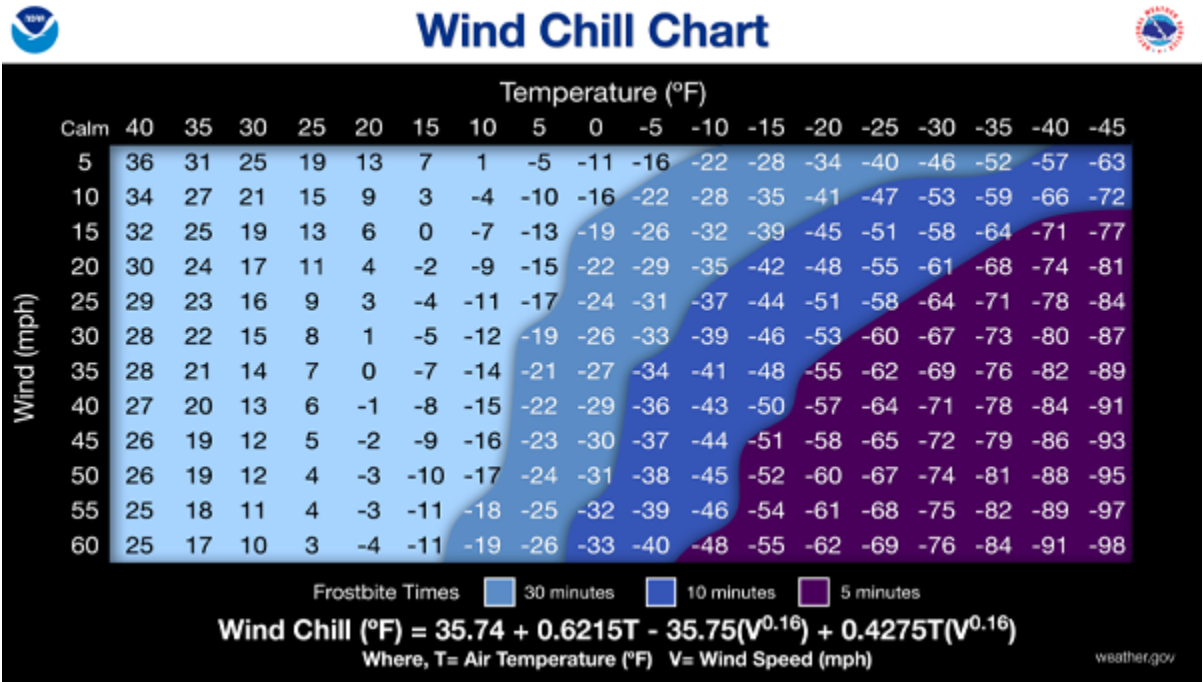 Wind Chill Chart
Temperature (ºF)
Calm 40 35 30 25 20 15 10 5 0 -5 -10 -15 -20 -25 -30 -35 -40 -45
Wind (mph)
5 36 31 25 19 13 7 1 -5 -11 -16 -22 -28 -34 -40 -46 -52 -57 -63
10 34 27 21 15 9 3 -4 -10 -16 -22 -28 -35 -41 -47 -53 -59 -66 -72
15 32 25 19 13 6 0 -7 -13 -19 -26 -32 -39 -45 -51 -58 -64 -71 -77
20 30 24 17 11 4 -2 -9 -15 -22 -29 -35 -42 -48 -55 -61 -68 -74 -81
25 29 23 16 9 3 -4 -11 -17 -24 -31 -37 -44 -51 -58 -64 -71 -78 -84
30 28 22 15 8 1 -5 -12 -19 -26 -33 -39 -46 -53 -60 -67 -73 -80 -87
35 28 21 14 7 0 -7 -14 -21 -27 -34 -41 -48 -55 -62 -69 -76 -82 -89
40 27 20 13 6 -1 -8 -15 -22 -29 -36 -43 -50 -57 -64 -71 -78 -84 -91
45 26 19 12 5 -2 -9 -16 -23 -30 -37 -44 -51 -58 -65 -72 -79 -86 -93
50 26 19 12 4 -3 -10 -17 -24 -31 -38 -45 -52 -60 -67 -74 -81 -88 -95
55 25 18 11 4 -3 -11 -18 -25 -32 -39 -46 -54 -61 -68 -75 -82 -89 -97
60 25 17 10 3 -4 -11 -19 -26 -33 -40 -48 -55 -62 -69 -76 -84 -91 -98
Frostbite Times 30 minutes 10 minutes 5 minutes
Wind Chill (ºF) = 35.74 + 0.6215T - 35.75(V^0.16) + 0.4275T(V^0.16)
Where, T= Air Temperature (ºF) V= Wind Speed (mph)
weather.gov